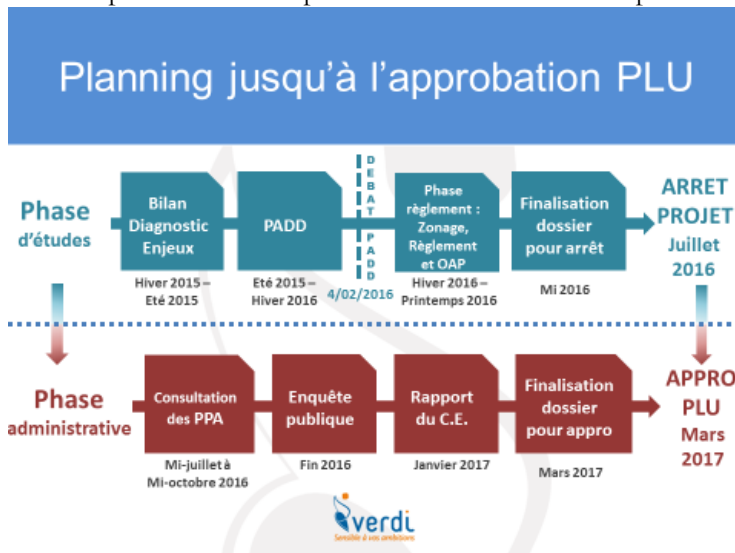 Planning jusqu'à l'approbation PLU
Phase
d'études
Bilan
Diagnostic
Enjeux
Hiver 2015 –
Eté 2015
PADD
Eté 2015 –
Hiver 2016
DEBAT PADD
4/02/2016
Phase
règlement :
Zonage,
Règlement
et OAP
Hiver 2016 –
Printemps 2016
Finalisation
dossier
pour arrêt
Mi 2016
ARRET
PROJET
Juillet
2016
Phase
administrative
Consultation
des PPA
Mi-juillet à
Mi-octobre 2016
Enquête
publique
Fin 2016
Rapport
du C.E.
Janvier 2017
Finalisation
dossier
pour appro
Mars 2017
APPRO
PLU
Mars
2017
verdi
Sensible à vos ambitions